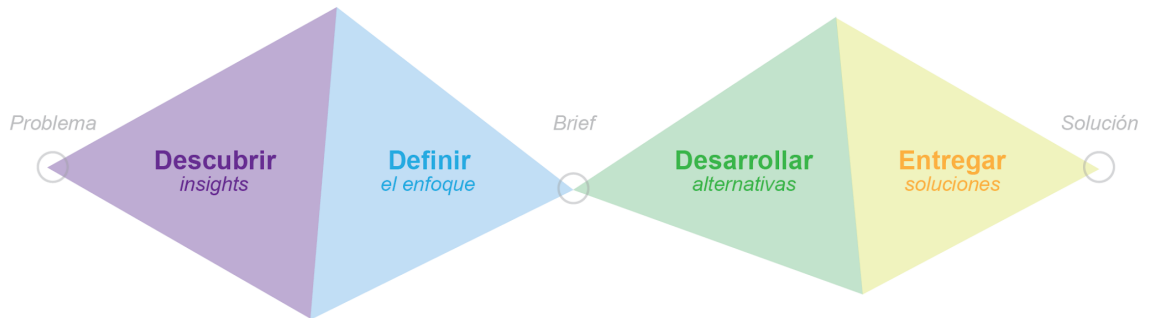 Problema
Descubrir
insights
Definir
el enfoque
Brief
Desarrollar
alternativas
Entregar
soluciones
Solución